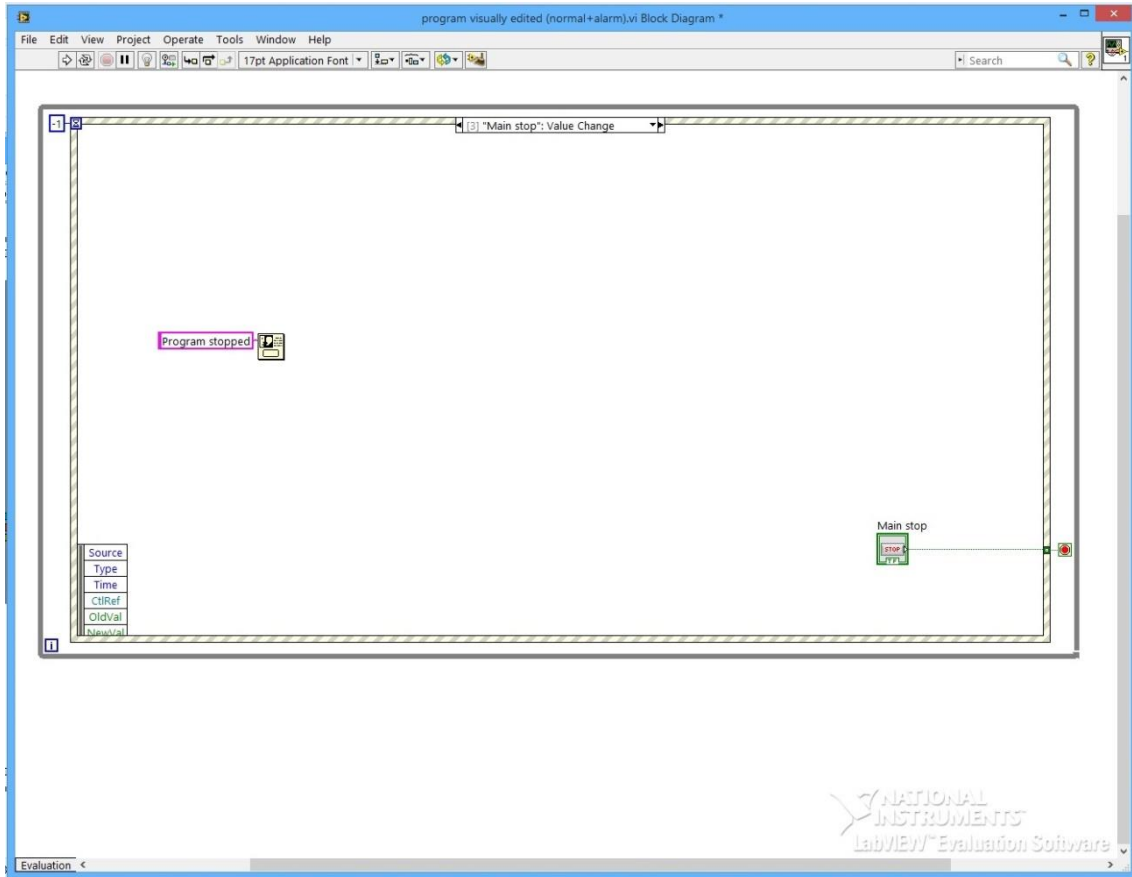 program visually edited (normal+alarm).vi Block Diagram *
File Edit View Project Operate Tools Window Help
17pt Application Font
Search
1
-1
[3] "Main stop": Value Change
Program stopped
Main stop
STOP
TF
Source
Type
Time
CtlRef
OldVal
NewVal
i
NATIONAL
INSTRUMENTS
LabVIEW™ Evaluation Software
Evaluation